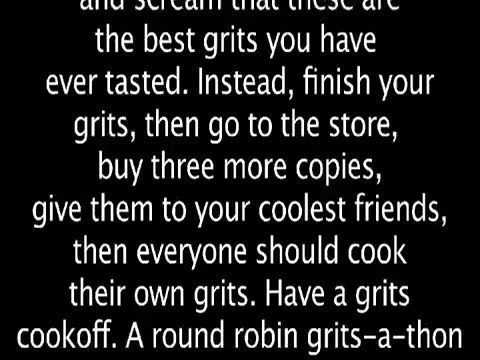 and scream that these are
the best grits you have
ever tasted. Instead, finish your
grits, then go to the store,
buy three more copies,
give them to your coolest friends,
then everyone should cook
their own grits. Have a grits
cookoff. A round robin grits-a-thon